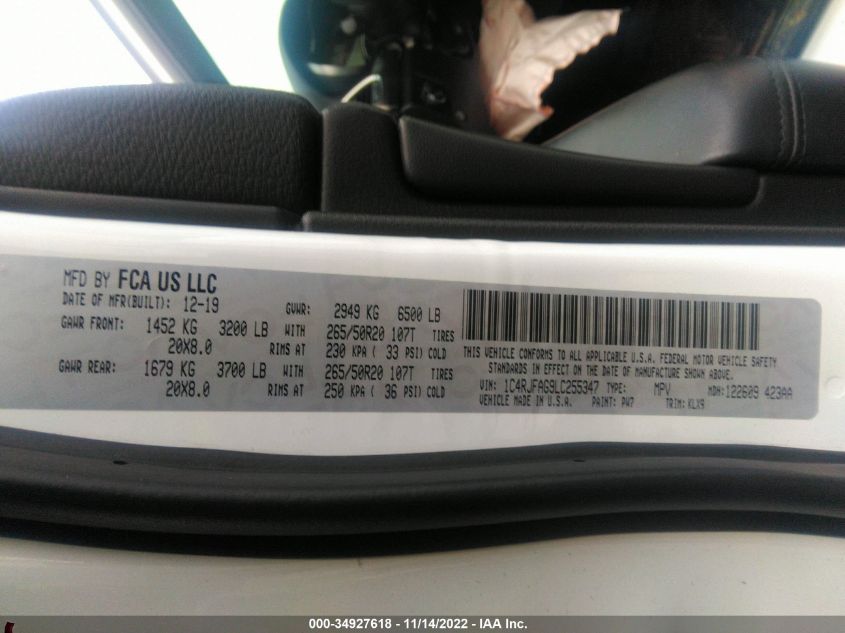 MFD BY FCA US LLC
DATE OF MFR(BUILT): 12-19 GVWR: 2949 KG 6500 LB
GAWR FRONT: 1452 KG 3200 LB WITH 265/50R20 107T TIRES
20X8.0 RIMS AT 230 KPA ( 33 PSI) COLD
GAWR REAR: 1679 KG 3700 LB WITH 265/50R20 107T TIRES
20X8.0 RIMS AT 250 KPA ( 36 PSI) COLD
THIS VEHICLE CONFORMS TO ALL APPLICABLE U.S.A. FEDERAL MOTOR VEHICLE SAFETY
STANDARDS IN EFFECT ON THE DATE OF MANUFACTURE SHOWN ABOVE.
VIN: 1C4RJFAG9LC255347 TYPE: MPV MDH: 122609 423AA
VEHICLE MADE IN U.S.A. PAINT: PW7 TRIM: KLX9
000-34927618 - 11/14/2022 - IAA Inc.